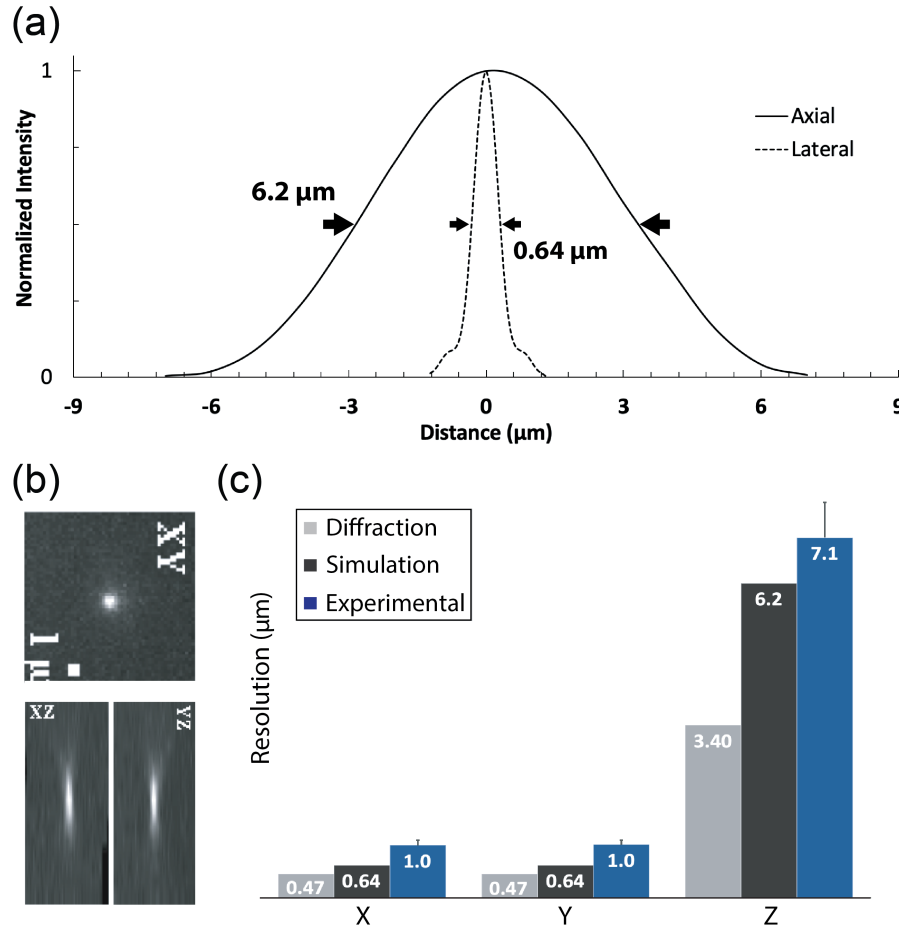 (a)
1
Normalized Intensity
0
6.2 µm
0.64 µm
Axial
Lateral
-9 -6 -3 0 3 6 9
Distance (µm)
(b)
XY
1 µ
XZ
YZ
(c)
Diffraction
Simulation
Experimental
Resolution (µm)
0.47 0.64 1.0
0.47 0.64 1.0
3.40 6.2 7.1
X Y Z